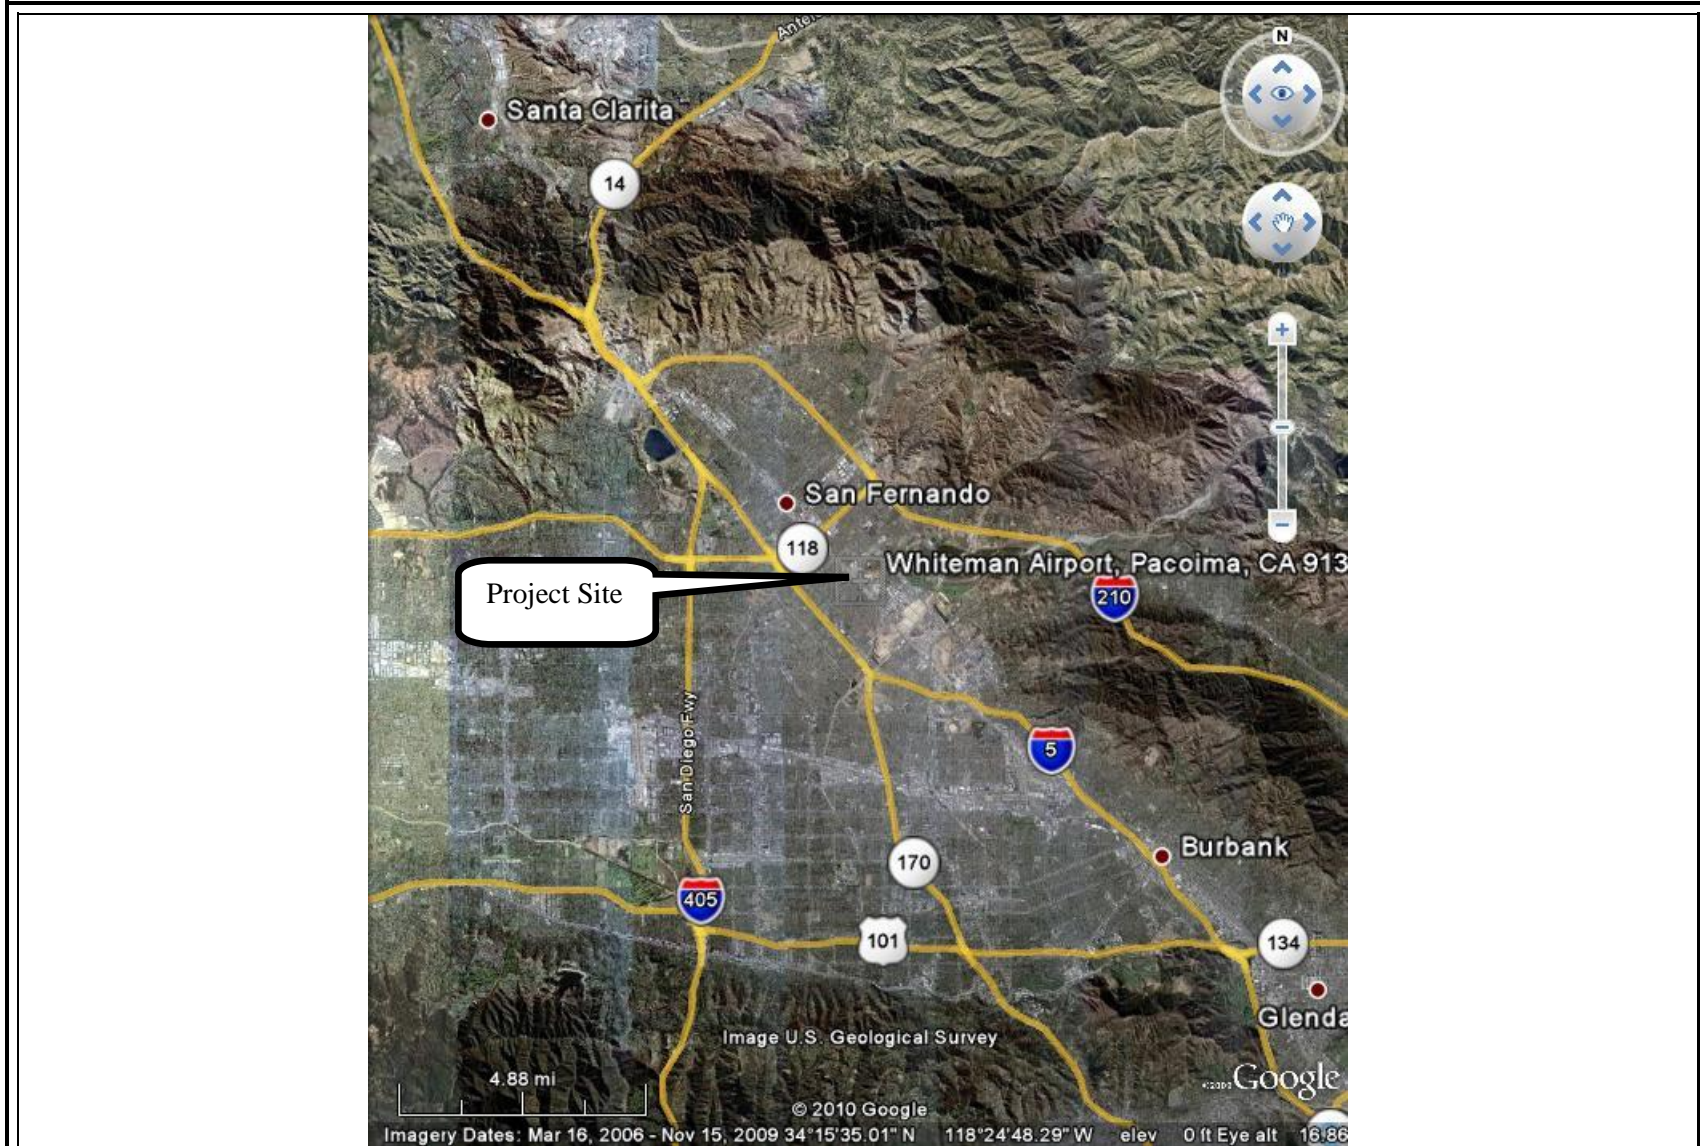 Antel
N
Santa Clarita
14
San Fernando
118
Whiteman Airport, Pacoima, CA 913
Project Site
210
San Diego Fwy
5
Burbank
170
405
101
134
Glenda
Image U.S. Geological Survey
4.88 mi
Google
© 2010 Google
Imagery Dates: Mar 16, 2006 - Nov 15, 2009 34°15'35.01" N 118°24'48.29" W elev 0 ft Eye alt 16.86